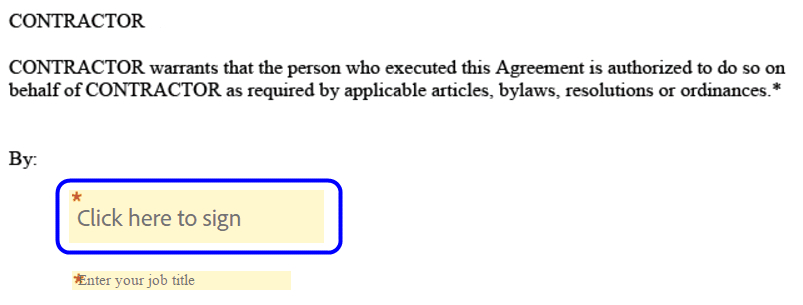 CONTRACTOR
CONTRACTOR warrants that the person who executed this Agreement is authorized to do so on
behalf of CONTRACTOR as required by applicable articles, bylaws, resolutions or ordinances.*
By:
* Click here to sign
* Enter your job title